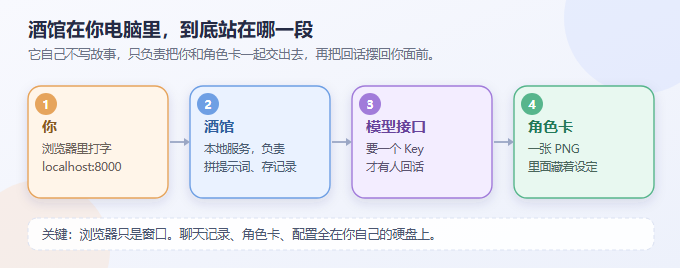 酒馆在你电脑里，到底站在哪一段
它自己不写故事，只负责把你和角色卡一起交出去，再把回话摆回你面前。
1
你
浏览器里打字
localhost:8000
2
酒馆
本地服务，负责
拼提示词、存记录
3
模型接口
要一个 Key
才有人回话
4
角色卡
一张 PNG
里面藏着设定
关键：浏览器只是窗口。聊天记录、角色卡、配置全在你自己的硬盘上。